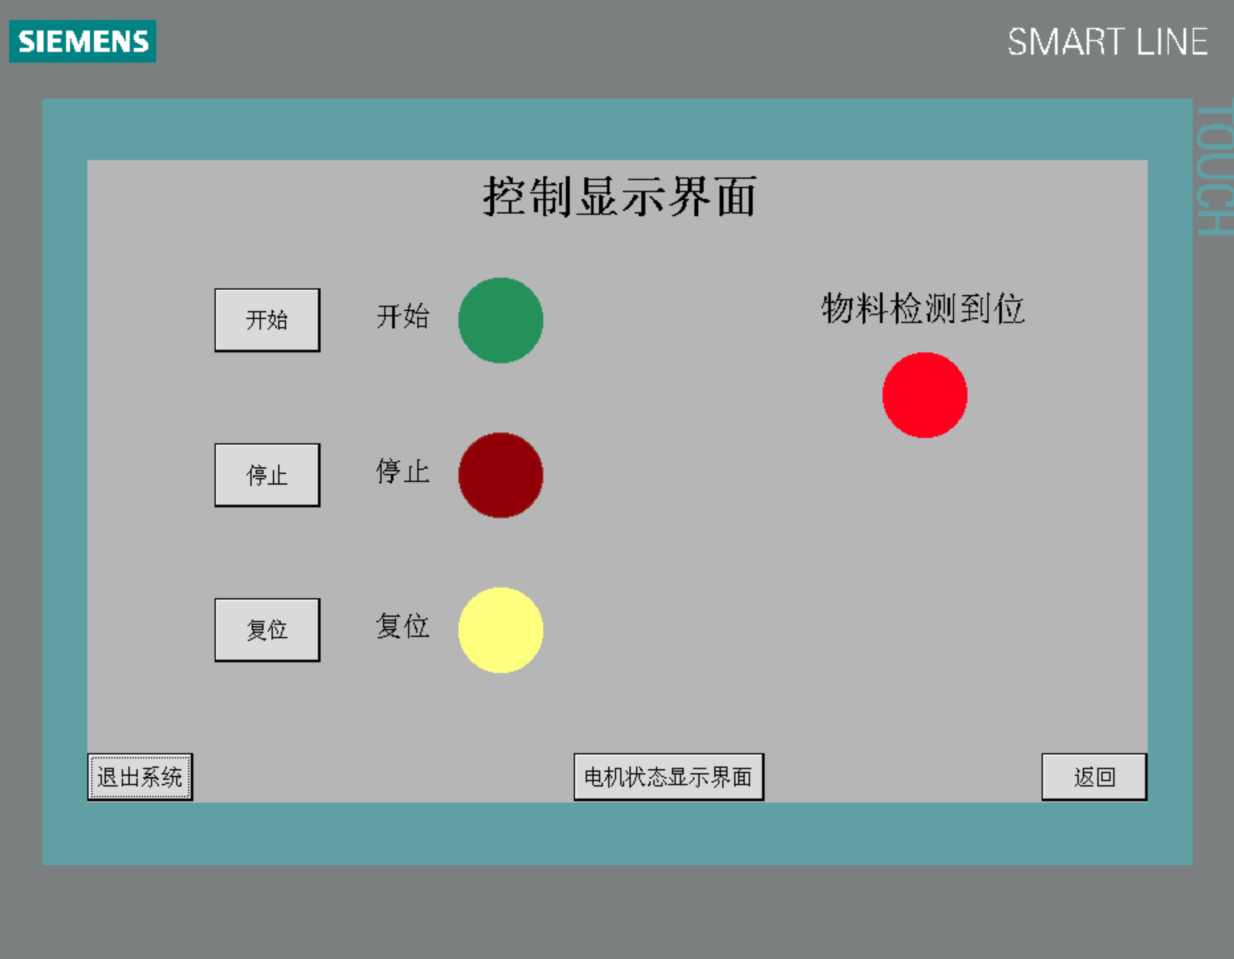 SIEMENS
SMART LINE
TOUCH
控制显示界面
开始 开始
物料检测到位
停止 停止
复位 复位
退出系统 电机状态显示界面 返回